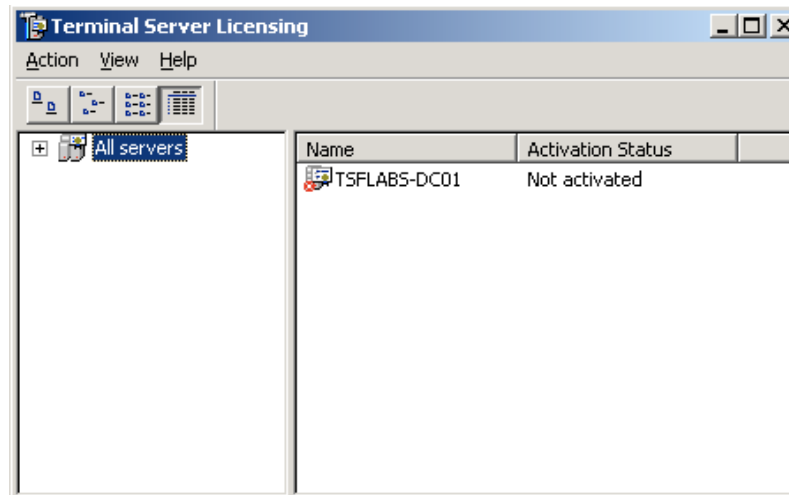 Terminal Server Licensing
Action View Help
All servers
Name Activation Status
TSFLABS-DC01 Not activated